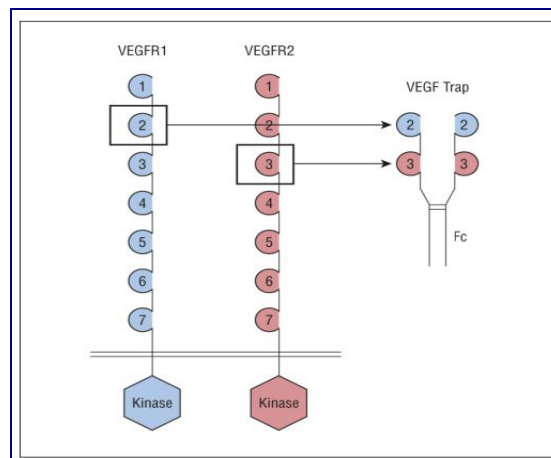 VEGFR1 VEGFR2
VEGF Trap
1 1
2 2 2 2
3 3 3 3
Fc
4 4
5 5
6 6
7 7
Kinase Kinase